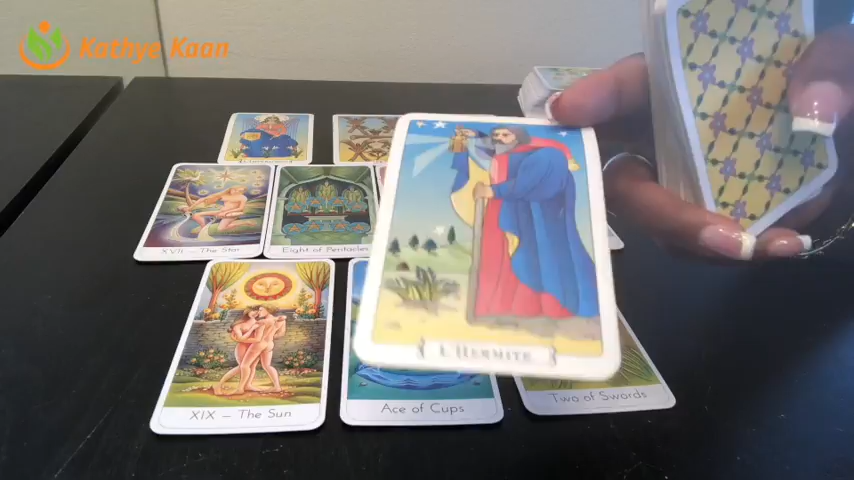 Kathye Kaan
XVII – The Star
Eight of Pentacles
L'HERMITE
XIX – The Sun
Ace of Cups
Two of Swords